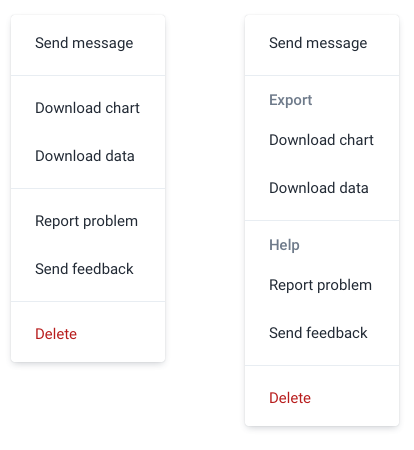 Send message
Download chart
Download data
Report problem
Send feedback
Delete
Send message
Export
Download chart
Download data
Help
Report problem
Send feedback
Delete